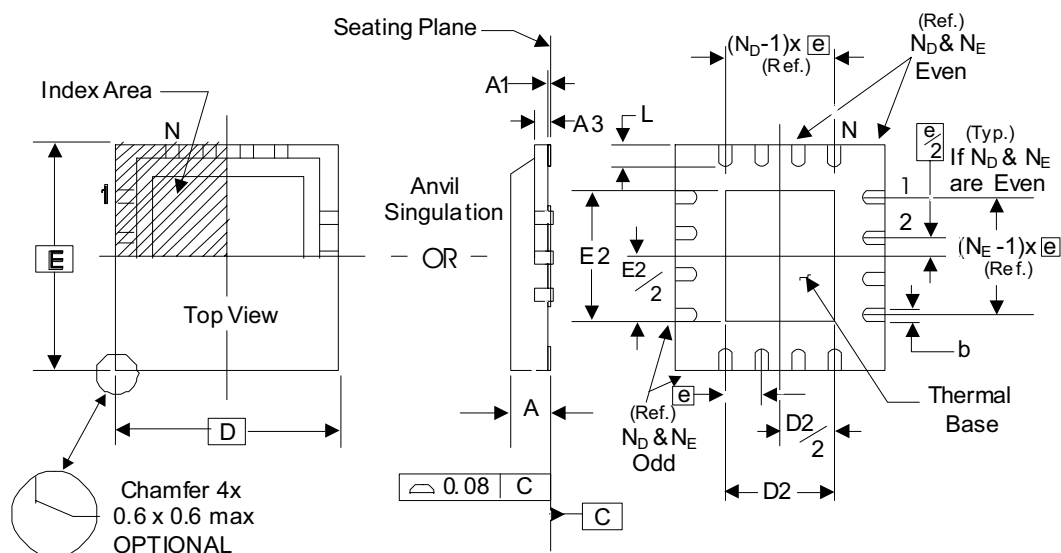 Seating Plane
(N_D-1)x e
(Ref.)
(Ref.)
N_D & N_E
Even
A1
Index Area
A3
L
N
N
e/2
(Typ.)
If N_D & N_E
are Even
1
1
2
Anvil
Singulation
OR
E
E2
E2/2
(N_E-1)x e
(Ref.)
Top View
b
Thermal
Base
A
e
(Ref.)
N_D & N_E
Odd
D2/2
D
D2
0.08 C
C
Chamfer 4x
0.6 x 0.6 max
OPTIONAL